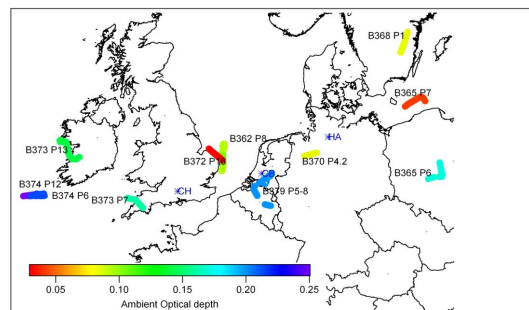 B368 P1
B365 P7
B362 P8
HA
B373 P13
B372 P10
B370 P4.2
B374 P12
B365 P6
B374 P6
B373 P7
CH
B379 P5-8
0.05 0.10 0.15 0.20 0.25
Ambient Optical depth